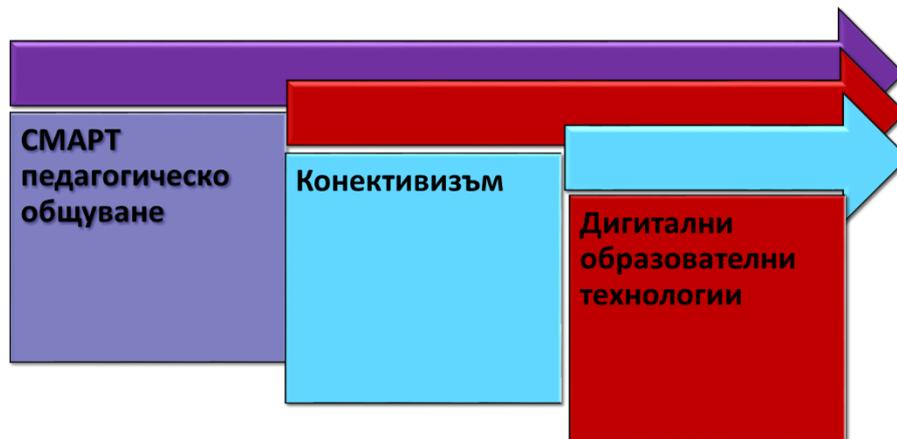 СМАРТ
педагогическо
общуване
Конективизъм
Дигитални
образователни
технологии